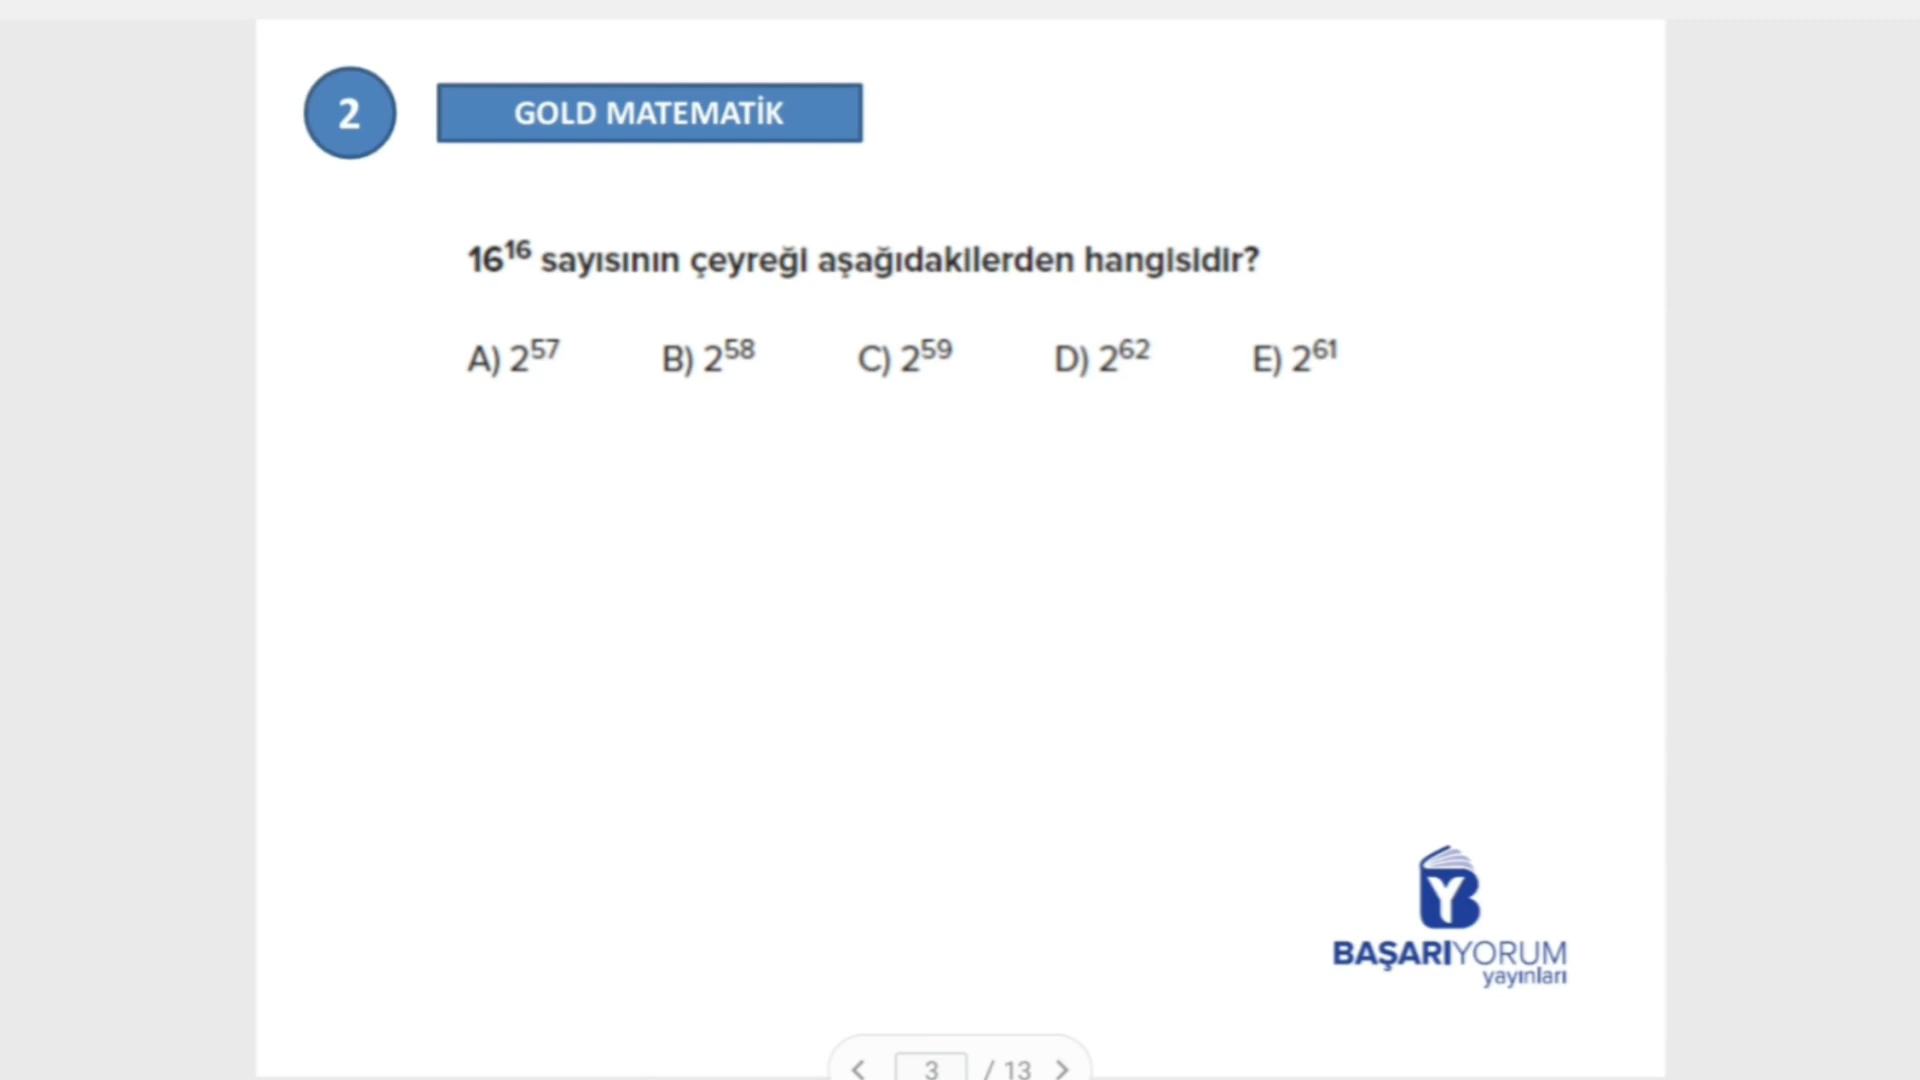 2
GOLD MATEMATİK
16¹⁶ sayısının çeyreği aşağıdakilerden hangisidir?
A) 2⁵⁷ B) 2⁵⁸ C) 2⁵⁹ D) 2⁶² E) 2⁶¹
BAŞARIYORUM
yayınları
3 / 13